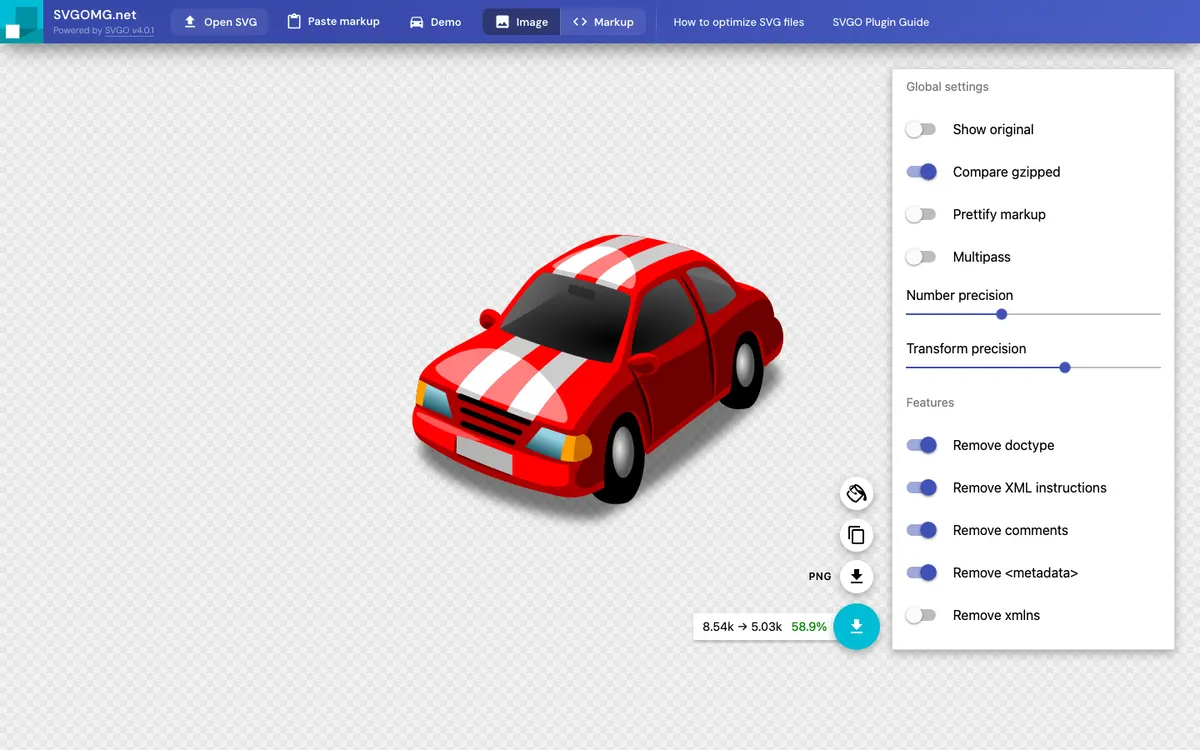 SVGOMG.net
Powered by SVGO v4.0.1
Open SVG
Paste markup
Demo
Image
Markup
How to optimize SVG files
SVGO Plugin Guide
Global settings
Show original
Compare gzipped
Prettify markup
Multipass
Number precision
Transform precision
Features
Remove doctype
Remove XML instructions
Remove comments
Remove <metadata>
Remove xmlns
PNG
8.54k → 5.03k 58.9%